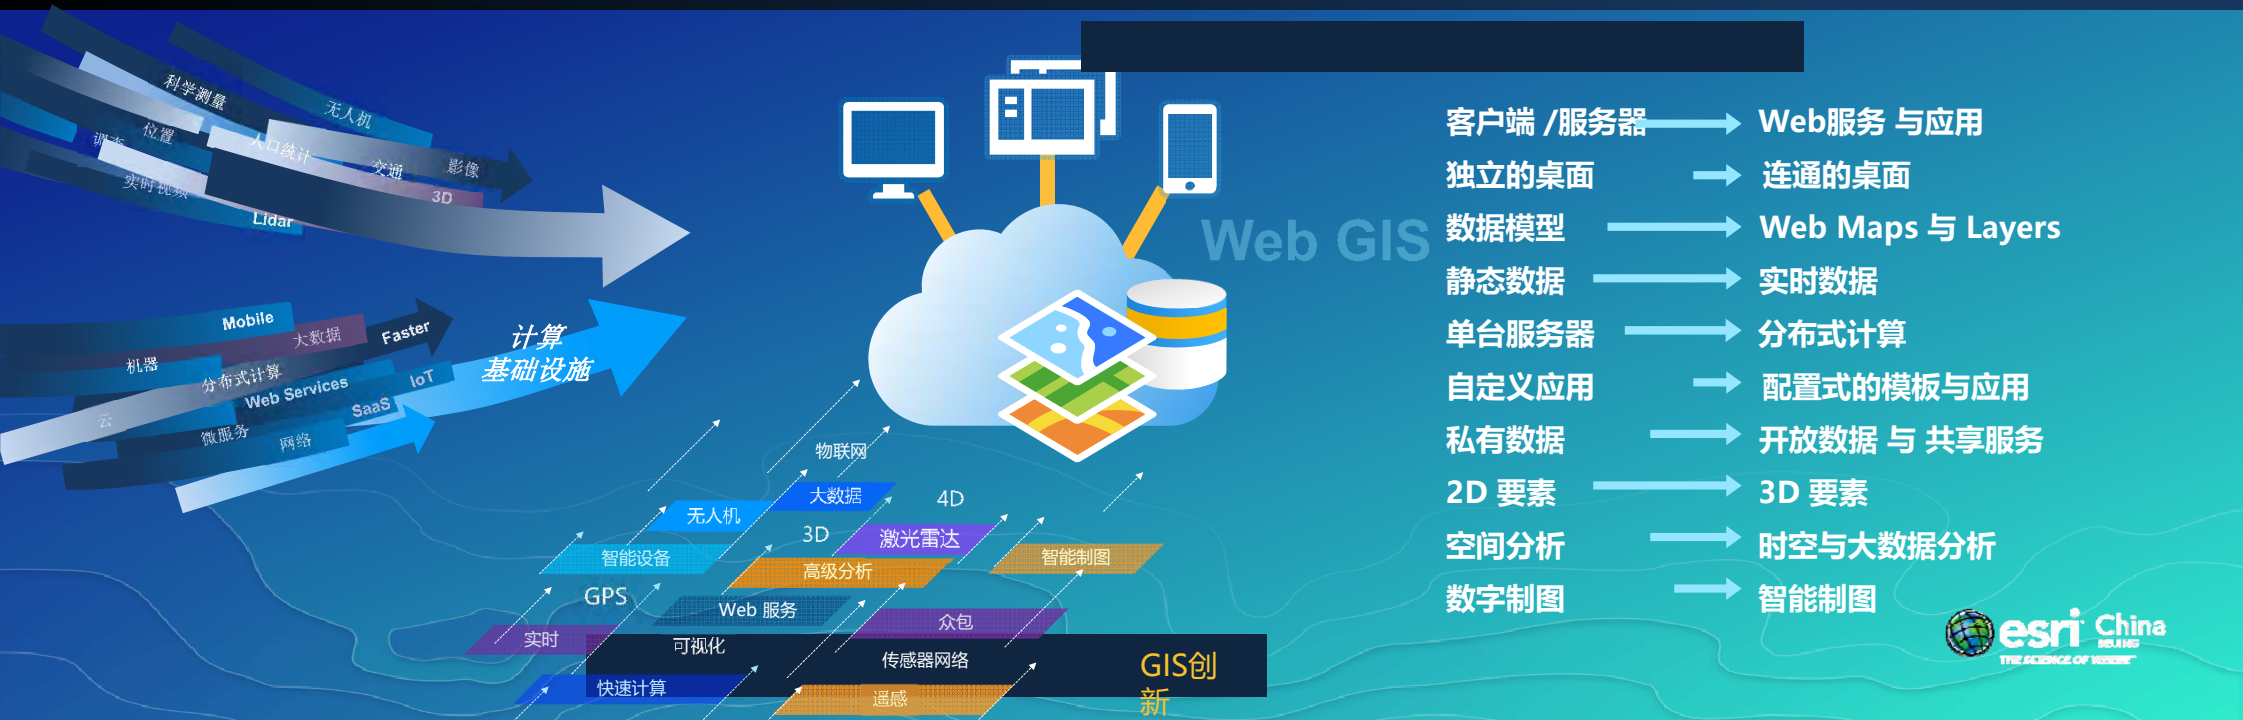 科学测量
无人机
位置
调查
人口统计
交通
影像
实时视频
3D
Lidar
Mobile
大数据
Faster
机器
分布式计算
IoT
Web Services
SaaS
云
微服务
网络
计算
基础设施
Web GIS
物联网
大数据
4D
无人机
3D
激光雷达
智能设备
智能制图
高级分析
GPS
Web 服务
众包
实时
可视化
传感器网络
快速计算
遥感
GIS创
新
客户端 /服务器 Web服务 与应用
独立的桌面 连通的桌面
数据模型 Web Maps 与 Layers
静态数据 实时数据
单台服务器 分布式计算
自定义应用 配置式的模板与应用
私有数据 开放数据 与 共享服务
2D 要素 3D 要素
空间分析 时空与大数据分析
数字制图 智能制图
esri China
BEIJING
THE SCIENCE OF WHERE